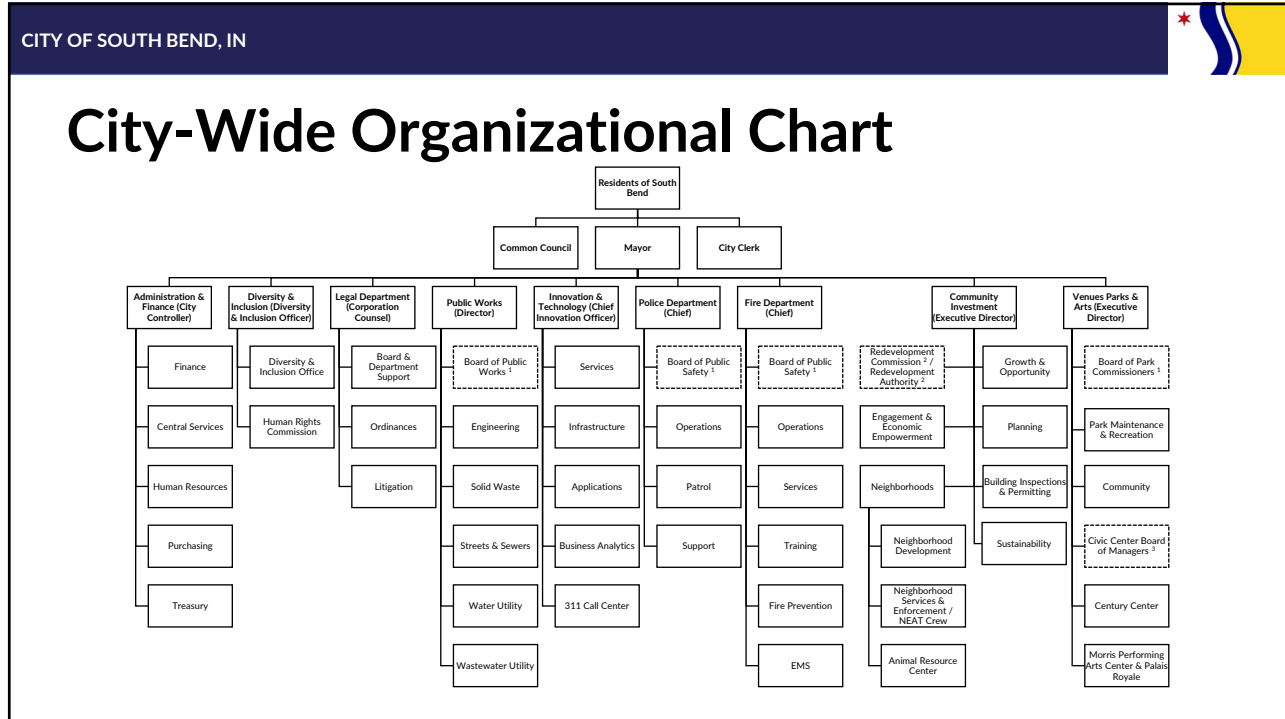 CITY OF SOUTH BEND, IN
City-Wide Organizational Chart
Residents of South
Bend
Common Council
Mayor
City Clerk
Administration &
Finance (City
Controller)
Diversity &
Inclusion (Diversity
& Inclusion Officer)
Legal Department
(Corporation
Counsel)
Public Works
(Director)
Innovation &
Technology (Chief
Innovation Officer)
Police Department
(Chief)
Fire Department
(Chief)
Community
Investment
(Executive Director)
Venues Parks &
Arts (Executive
Director)
Finance
Central Services
Human Resources
Purchasing
Treasury
Diversity &
Inclusion Office
Human Rights
Commission
Board &
Department
Support
Ordinances
Litigation
Board of Public
Works ¹
Engineering
Solid Waste
Streets & Sewers
Water Utility
Wastewater Utility
Services
Infrastructure
Applications
Business Analytics
311 Call Center
Board of Public
Safety ¹
Operations
Patrol
Support
Board of Public
Safety ¹
Operations
Services
Training
Fire Prevention
EMS
Redevelopment
Commission ² /
Redevelopment
Authority ²
Engagement &
Economic
Empowerment
Neighborhoods
Neighborhood
Development
Neighborhood
Services &
Enforcement /
NEAT Crew
Animal Resource
Center
Growth &
Opportunity
Planning
Building Inspections
& Permitting
Sustainability
Board of Park
Commissioners ¹
Park Maintenance
& Recreation
Community
Civic Center Board
of Managers ³
Century Center
Morris Performing
Arts Center & Palais
Royale